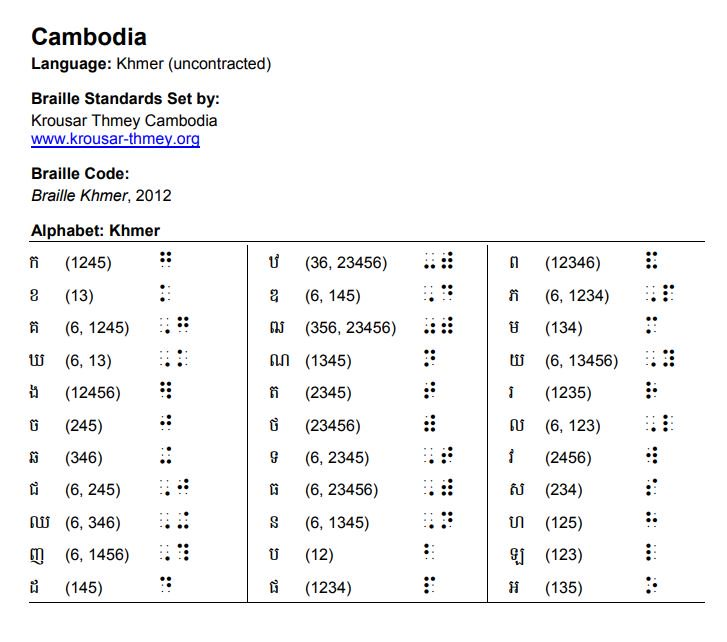 Cambodia
Language: Khmer (uncontracted)
Braille Standards Set by:
Krousar Thmey Cambodia
www.krousar-thmey.org
Braille Code:
Braille Khmer, 2012
Alphabet: Khmer
ក (1245) ⠛
ខ (13) ⠅
គ (6, 1245) ⠠⠛
ឃ (6, 13) ⠠⠅
ង (12456) ⠻
ច (245) ⠚
ឆ (346) ⠬
ជ (6, 245) ⠠⠚
ឈ (6, 346) ⠠⠬
ញ (6, 1456) ⠠⠹
ដ (145) ⠙
ឋ (36, 23456) ⠤⠾
ឌ (6, 145) ⠠⠙
ឍ (356, 23456) ⠴⠾
ណ (1345) ⠝
ត (2345) ⠞
ថ (23456) ⠾
ទ (6, 2345) ⠠⠞
ធ (6, 23456) ⠠⠾
ន (6, 1345) ⠠⠝
ប (12) ⠃
ផ (1234) ⠏
ព (12346) ⠯
ភ (6, 1234) ⠠⠏
ម (134) ⠍
យ (6, 13456) ⠠⠽
រ (1235) ⠗
ល (6, 123) ⠠⠇
វ (2456) ⠺
ស (234) ⠎
ហ (125) ⠓
ឡ (123) ⠇
អ (135) ⠕